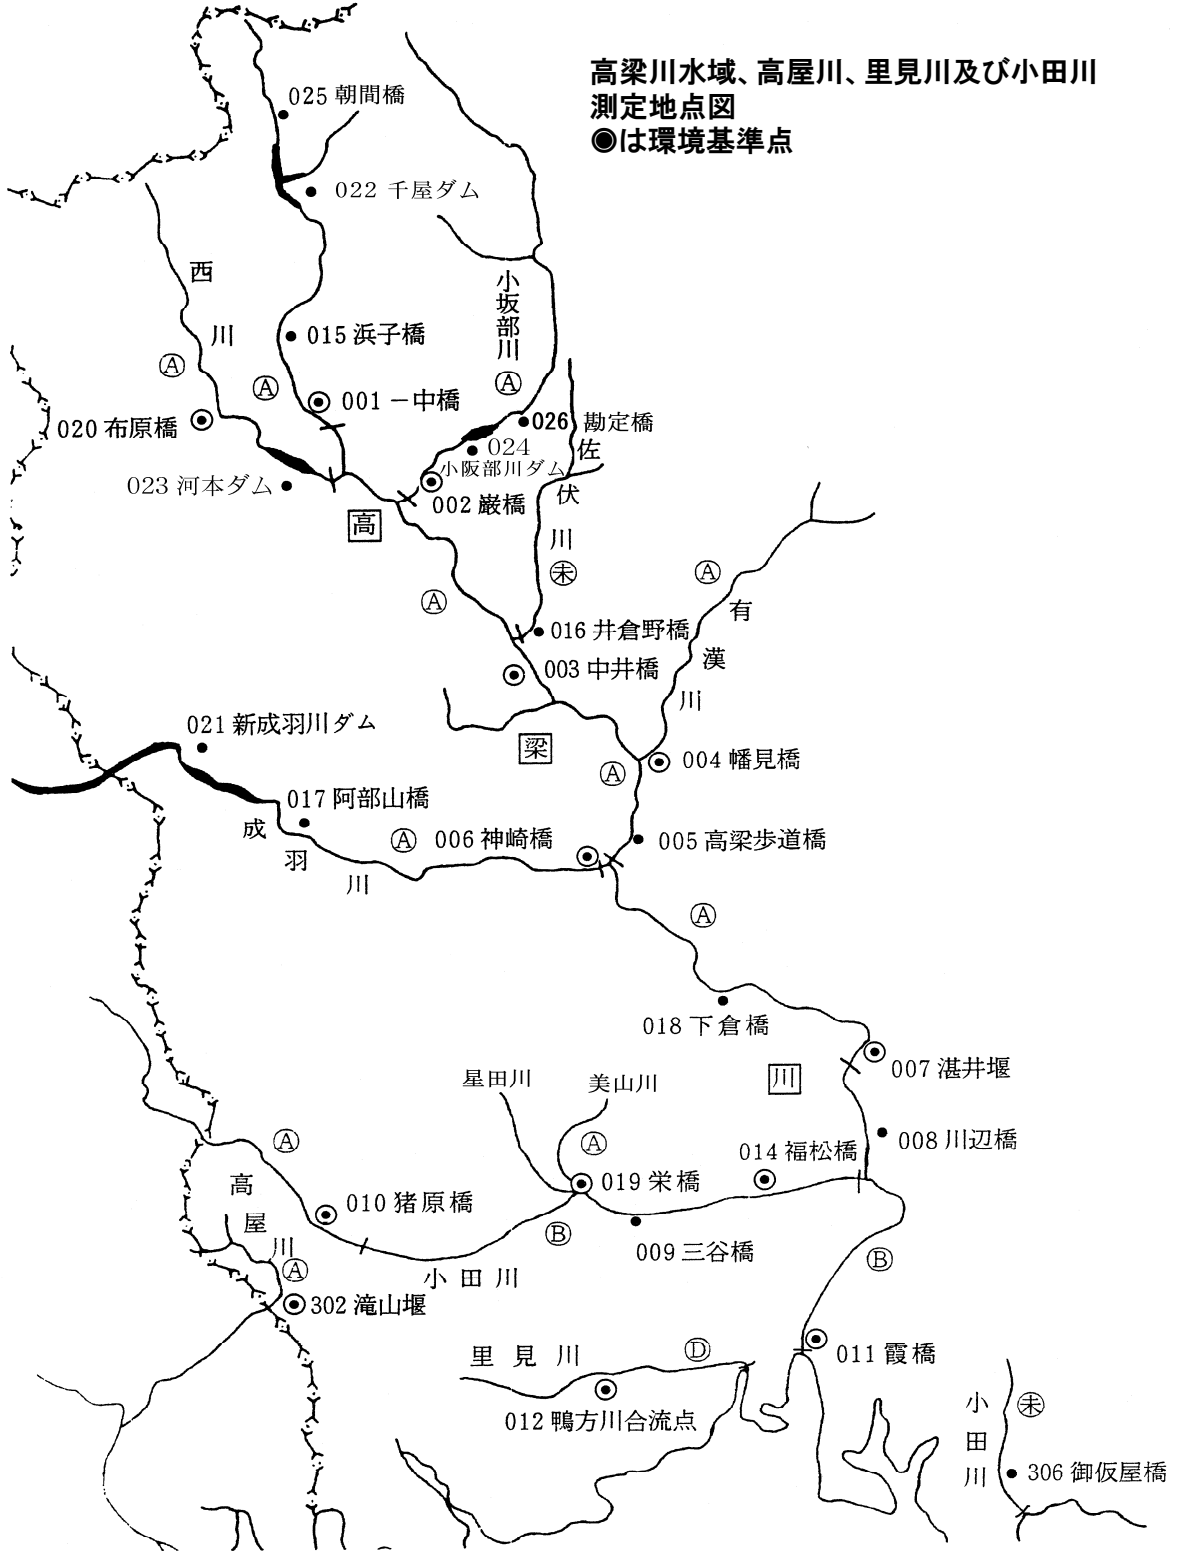 高梁川水域、高屋川、里見川及び小田川
測定地点図
◉は環境基準点
025 朝間橋
022 千屋ダム
西川
小坂部川
015 浜子橋
Ⓐ
Ⓐ
Ⓐ
001 一中橋
020 布原橋
026 勘定橋
024
小阪部川ダム
023 河本ダム
002 巌橋
佐伏川
高
未
Ⓐ
Ⓐ
有漢川
016 井倉野橋
003 中井橋
021 新成羽川ダム
梁
004 幡見橋
Ⓐ
017 阿部山橋
成羽川
Ⓐ
006 神崎橋
005 高梁歩道橋
Ⓐ
018 下倉橋
007 湛井堰
川
星田川
美山川
Ⓐ
Ⓐ
008 川辺橋
014 福松橋
019 栄橋
高屋川
010 猪原橋
Ⓑ
009 三谷橋
Ⓑ
Ⓐ
小田川
302 滝山堰
里見川
Ⓓ
011 霞橋
012 鴨方川合流点
小田川
未
306 御仮屋橋